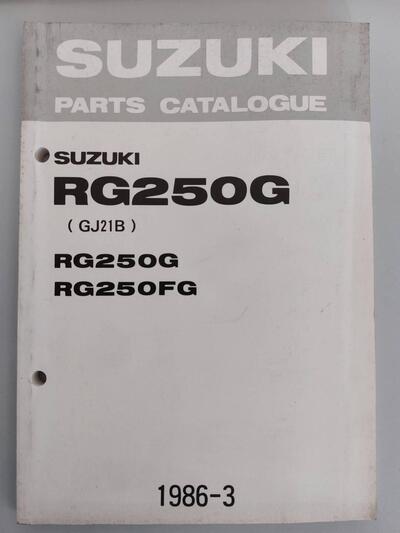 SUZUKI
PARTS CATALOGUE
SUZUKI
RG250G
( GJ21B )
RG250G
RG250FG
1986-3